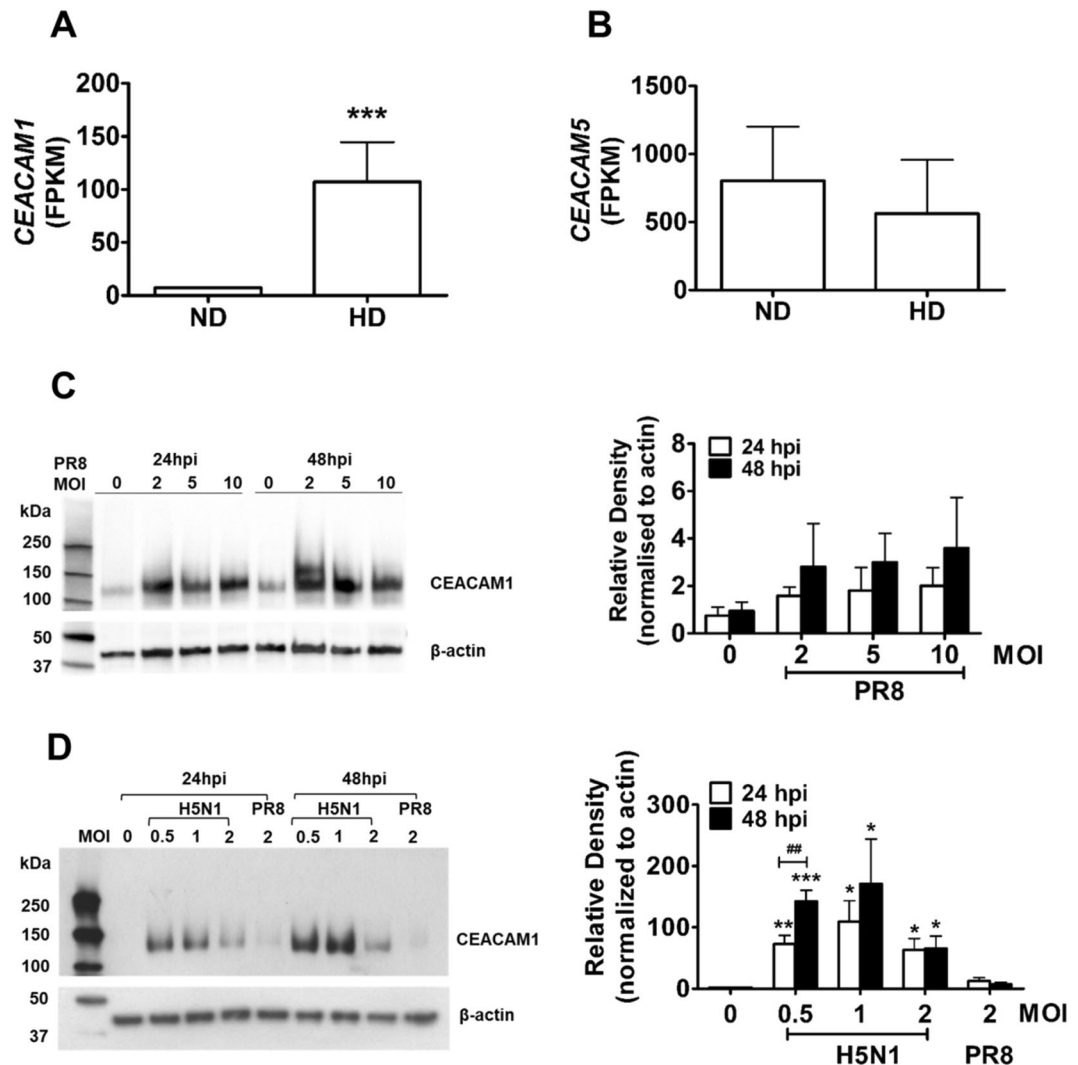 A
200
150
100
50
0
CEACAM1
(FPKM)
***
ND
HD
B
1500
1000
500
0
CEACAM5
(FPKM)
ND
HD
C
PR8
MOI
24hpi
48hpi
0 2 5 10 0 2 5 10
kDa
250
150
100
50
37
CEACAM1
β-actin
24 hpi
48 hpi
Relative Density
(normalised to actin)
8
6
4
2
0
0 2 5 10 MOI
PR8
D
24hpi 48hpi
H5N1 PR8 H5N1 PR8
MOI 0 0.5 1 2 2 0.5 1 2 2
kDa
250
150
100
50
37
CEACAM1
β-actin
24 hpi
48 hpi
Relative Density
(normalized to actin)
300
200
100
0
##
** *** * * * *
0 0.5 1 2 2 MOI
H5N1 PR8